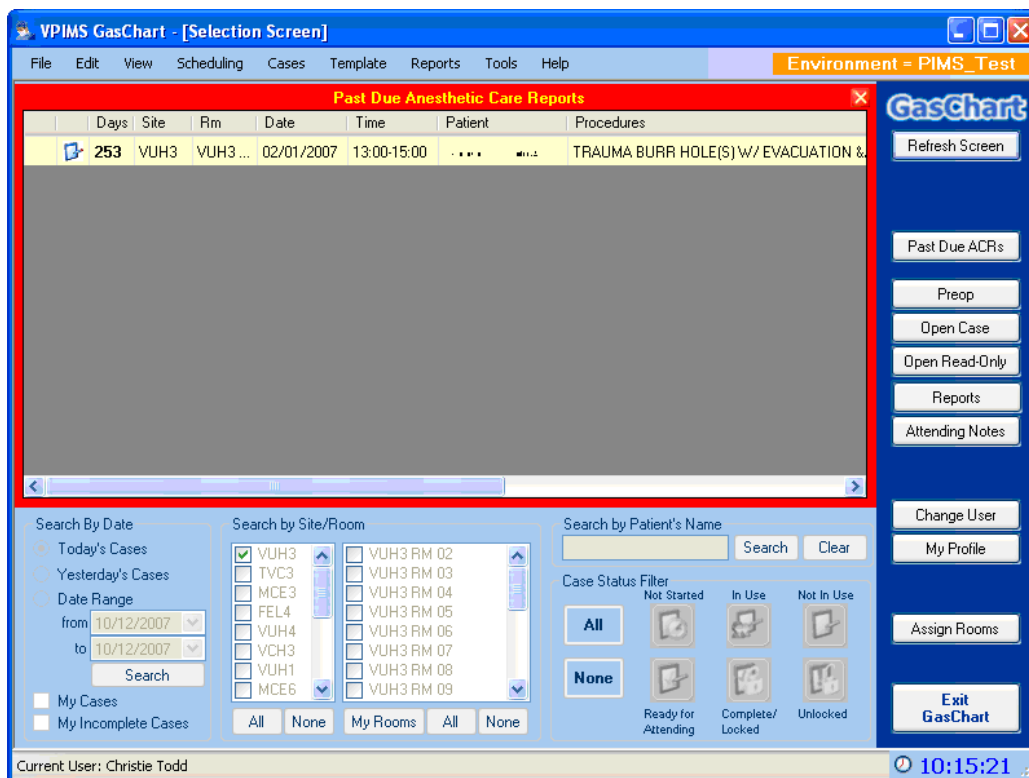 VPIMS GasChart - [Selection Screen]
File Edit View Scheduling Cases Template Reports Tools Help Environment = PIMS_Test
Past Due Anesthetic Care Reports
Days Site Rm Date Time Patient Procedures
253 VUH3 VUH3 ... 02/01/2007 13:00-15:00 TRAUMA BURR HOLE(S) W/ EVACUATION &
GasChart
Refresh Screen
Past Due ACRs
Preop
Open Case
Open Read-Only
Reports
Attending Notes
Change User
My Profile
Assign Rooms
Exit
GasChart
Search By Date
Today's Cases
Yesterday's Cases
Date Range
from 10/12/2007
to 10/12/2007
Search
My Cases
My Incomplete Cases
Search by Site/Room
VUH3
TVC3
MCE3
FEL4
VUH4
VCH3
VUH1
MCE6
All None
VUH3 RM 02
VUH3 RM 03
VUH3 RM 04
VUH3 RM 05
VUH3 RM 06
VUH3 RM 07
VUH3 RM 08
VUH3 RM 09
My Rooms All None
Search by Patient's Name
Search Clear
Case Status Filter
Not Started In Use Not In Use
All
None
Ready for Attending
Complete/ Locked
Unlocked
Current User: Christie Todd
10:15:21